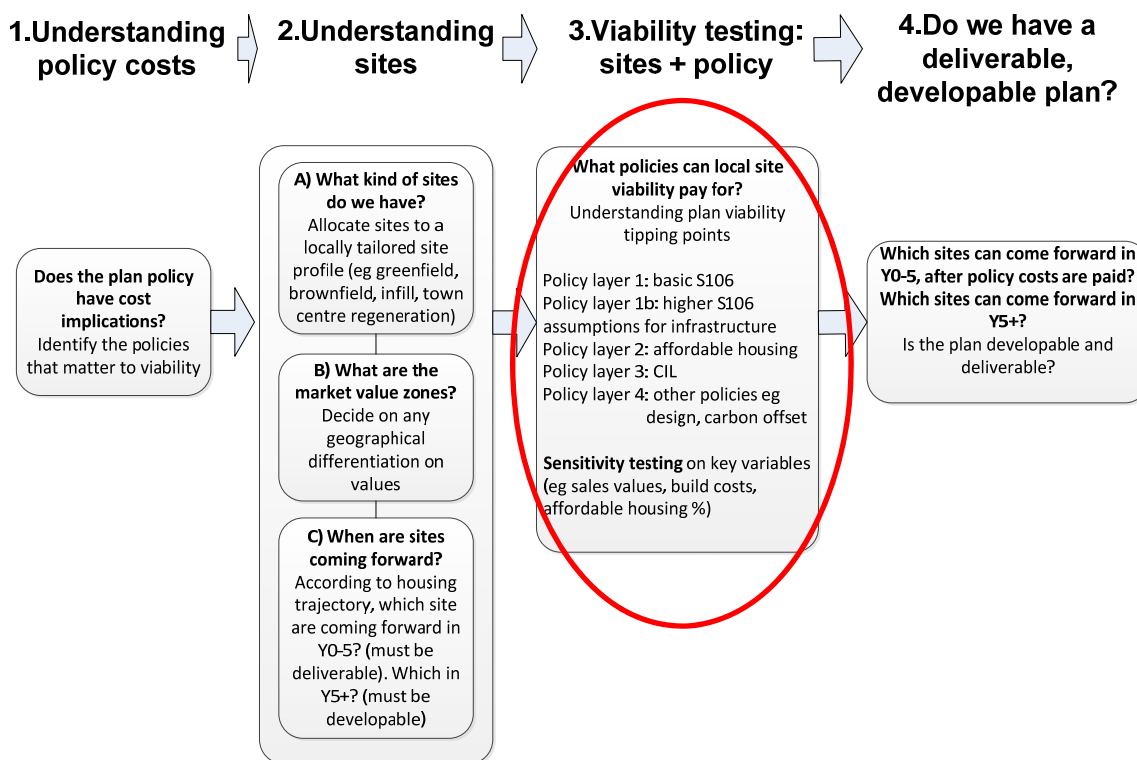 1.Understanding
policy costs
2.Understanding
sites
3.Viability testing:
sites + policy
4.Do we have a
deliverable,
developable plan?
Does the plan policy
have cost
implications?
Identify the policies
that matter to viability
A) What kind of sites
do we have?
Allocate sites to a
locally tailored site
profile (eg greenfield,
brownfield, infill, town
centre regeneration)
B) What are the
market value zones?
Decide on any
geographical
differentiation on
values
C) When are sites
coming forward?
According to housing
trajectory, which site
are coming forward in
Y0-5? (must be
deliverable). Which in
Y5+? (must be
developable)
What policies can local site
viability pay for?
Understanding plan viability
tipping points
Policy layer 1: basic S106
Policy layer 1b: higher S106
assumptions for infrastructure
Policy layer 2: affordable housing
Policy layer 3: CIL
Policy layer 4: other policies eg
design, carbon offset
Sensitivity testing on key variables
(eg sales values, build costs,
affordable housing %)
Which sites can come forward in
Y0-5, after policy costs are paid?
Which sites can come forward in
Y5+?
Is the plan developable and
deliverable?